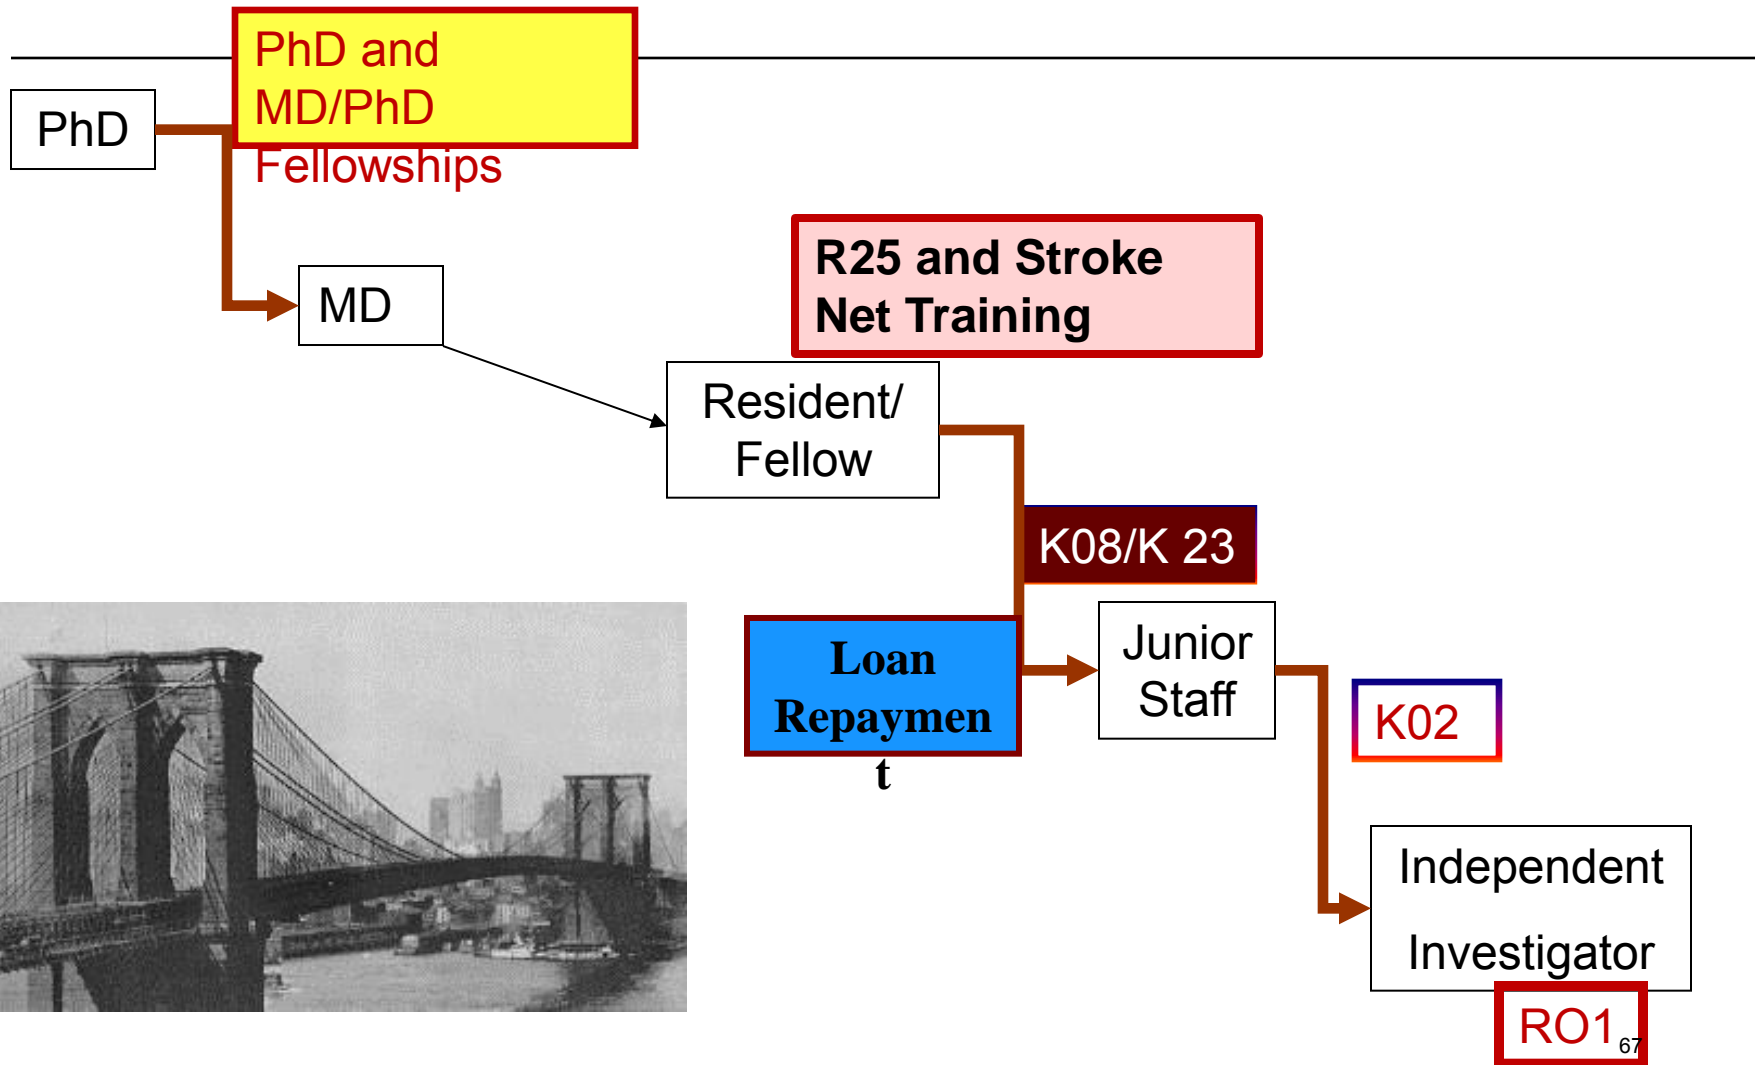 PhD and
MD/PhD
Fellowships
PhD
MD
R25 and Stroke
Net Training
Resident/
Fellow
K08/K 23
Loan
Repaymen
t
Junior
Staff
K02
Independent
Investigator
RO1
67